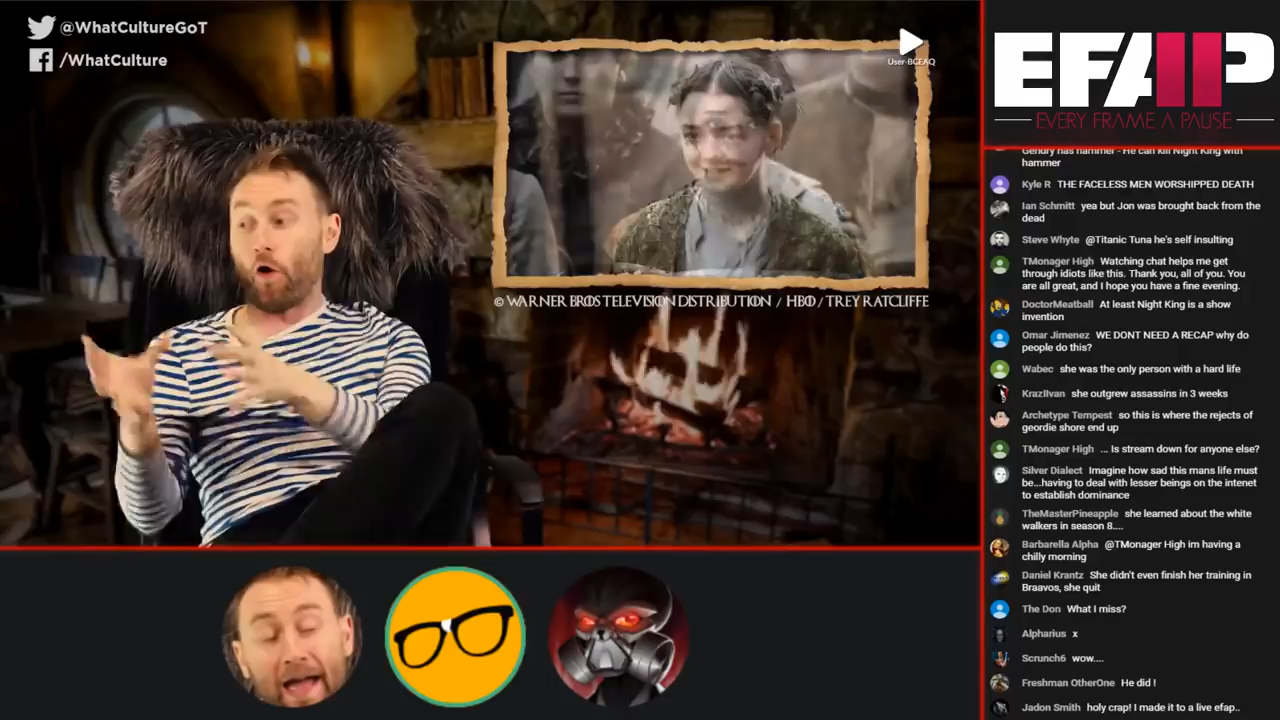 @WhatCultureGoT
/WhatCulture
User-BCEAQ
© WARNER BROS TELEVISION DISTRIBUTION / HBO / TREY RATCLIFFE
EFAP
EVERY FRAME A PAUSE
Gendry has hammer - He can kill Night King with
hammer
Kyle R THE FACELESS MEN WORSHIPPED DEATH
Ian Schmitt yea but Jon was brought back from the
dead
Steve Whyte @Titanic Tuna he's self insulting
TMonager High Watching chat helps me get
through idiots like this. Thank you, all of you. You
are all great, and I hope you have a fine evening.
DoctorMeatball At least Night King is a show
invention
Omar Jimenez WE DONT NEED A RECAP why do
people do this?
Wabec she was the only person with a hard life
KrazIIvan she outgrew assassins in 3 weeks
Archetype Tempest so this is where the rejects of
geordie shore end up
TMonager High ... Is stream down for anyone else?
Silver Dialect Imagine how sad this mans life must
be...having to deal with lesser beings on the intenet
to establish dominance
TheMasterPineapple she learned about the white
walkers in season 8....
Barbarella Alpha @TMonager High im having a
chilly morning
Daniel Krantz She didn't even finish her training in
Braavos, she quit
The Don What I miss?
Alpharius x
Scrunch6 wow....
Freshman OtherOne He did !
Jadon Smith holy crap! I made it to a live efap..